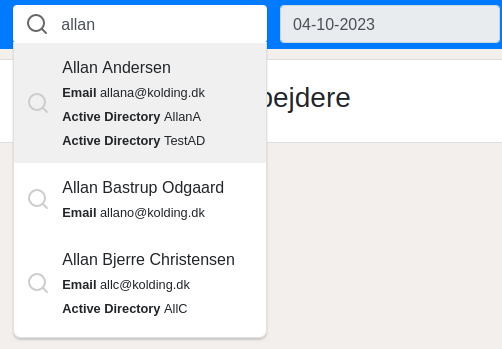 allan
04-10-2023
Allan Andersen
Email allana@kolding.dk
bejdere
Active Directory AllanA
Active Directory TestAD
Allan Bastrup Odgaard
Email allano@kolding.dk
Allan Bjerre Christensen
Email allc@kolding.dk
Active Directory AllC